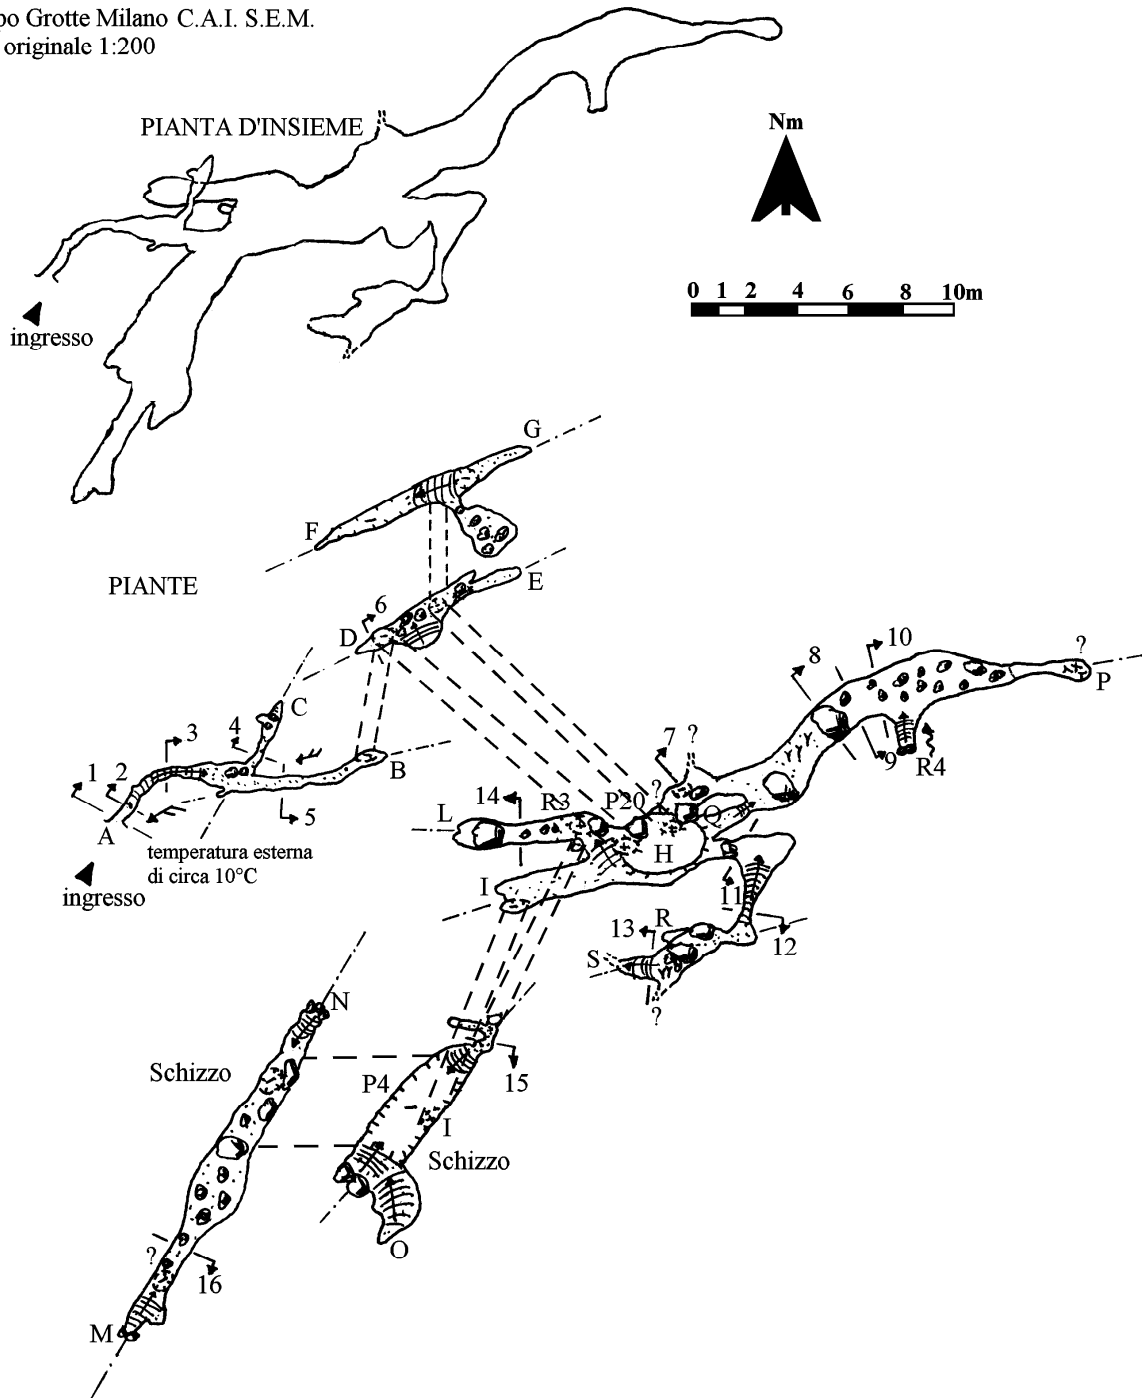 po Grotte Milano C.A.I. S.E.M.
originale 1:200
PIANTA D'INSIEME
Nm
0 1 2 4 6 8 10m
ingresso
G
F
PIANTE
E
6
D
8
10
?
P
C
3
4
7
?
9
R4
1
2
B
5
A
14
R3
P20
?
Q
L
H
temperatura esterna
di circa 10°C
ingresso
I
11
R
13
12
S
?
N
Schizzo
P4
15
I
Schizzo
?
16
O
M